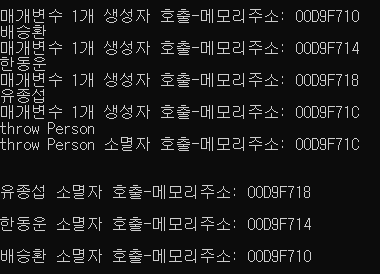 매개변수 1개 생성자 호출-메모리주소: 00D9F710
배승환
매개변수 1개 생성자 호출-메모리주소: 00D9F714
한동운
매개변수 1개 생성자 호출-메모리주소: 00D9F718
유종섭
매개변수 1개 생성자 호출-메모리주소: 00D9F71C
throw Person
throw Person 소멸자 호출-메모리주소: 00D9F71C
유종섭 소멸자 호출-메모리주소: 00D9F718
한동운 소멸자 호출-메모리주소: 00D9F714
배승환 소멸자 호출-메모리주소: 00D9F710